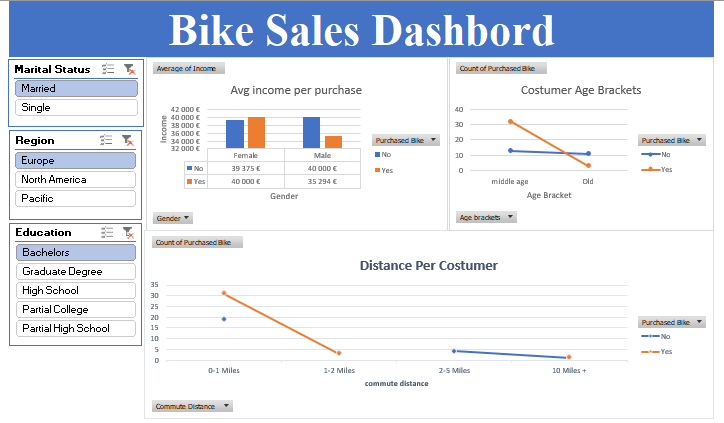 Bike Sales Dashbord
Marital Status
Married
Single
Region
Europe
North America
Pacific
Education
Bachelors
Graduate Degree
High School
Partial College
Partial High School
Average of Income
Avg income per purchase
Income
42 000 €
40 000 €
38 000 €
36 000 €
34 000 €
32 000 €
Female Male
No 39 375 € 40 000 €
Yes 40 000 € 35 294 €
Gender
Purchased Bike
No
Yes
Gender
Count of Purchased Bike
Costumer Age Brackets
40
30
20
10
0
middle age Old
Age Bracket
Purchased Bike
No
Yes
Age brackets
Count of Purchased Bike
Distance Per Costumer
35
30
25
20
15
10
5
0
0-1 Miles 1-2 Miles 2-5 Miles 10 Miles +
commute distance
Purchased Bike
No
Yes
Commute Distance